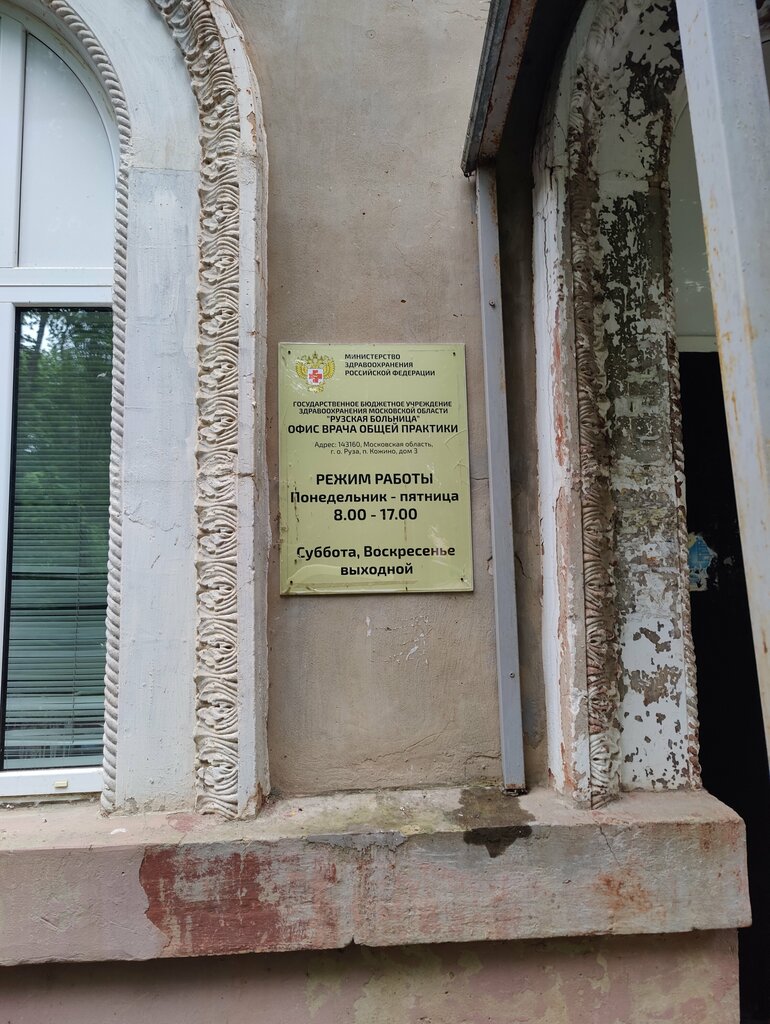 МИНИСТЕРСТВО
ЗДРАВООХРАНЕНИЯ
РОССИЙСКОЙ ФЕДЕРАЦИИ
ГОСУДАРСТВЕННОЕ БЮДЖЕТНОЕ УЧРЕЖДЕНИЕ
ЗДРАВООХРАНЕНИЯ МОСКОВСКОЙ ОБЛАСТИ
"РУЗСКАЯ БОЛЬНИЦА"
ОФИС ВРАЧА ОБЩЕЙ ПРАКТИКИ
Адрес: 143160, Московская область,
г. о. Руза, п. Кожино, дом 3
РЕЖИМ РАБОТЫ
Понедельник - пятница
8.00 - 17.00
Суббота, Воскресенье
выходной